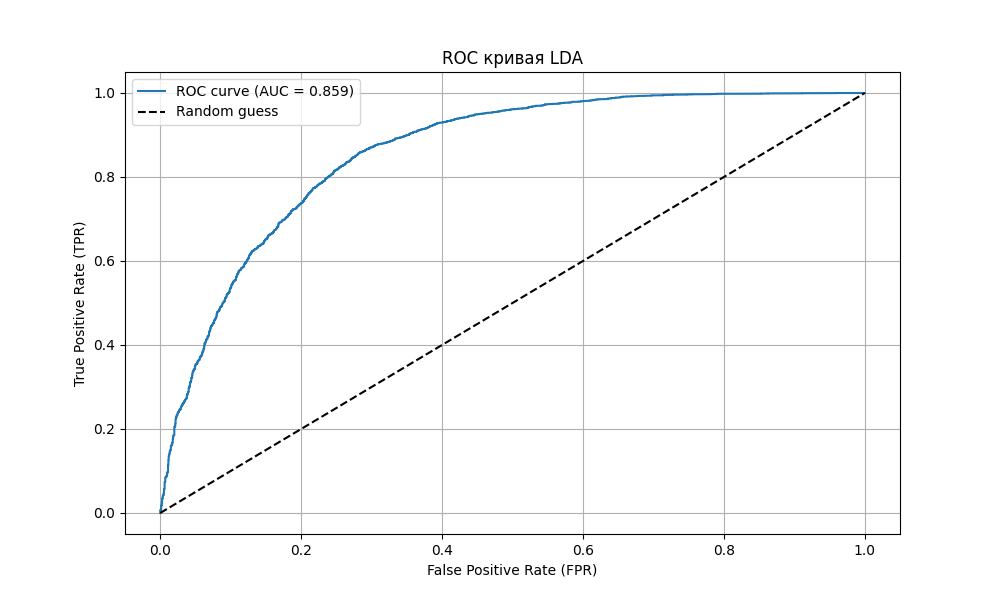 ROC кривая LDA
ROC curve (AUC = 0.859)
Random guess
True Positive Rate (TPR)
1.0
0.8
0.6
0.4
0.2
0.0
0.0 0.2 0.4 0.6 0.8 1.0
False Positive Rate (FPR)